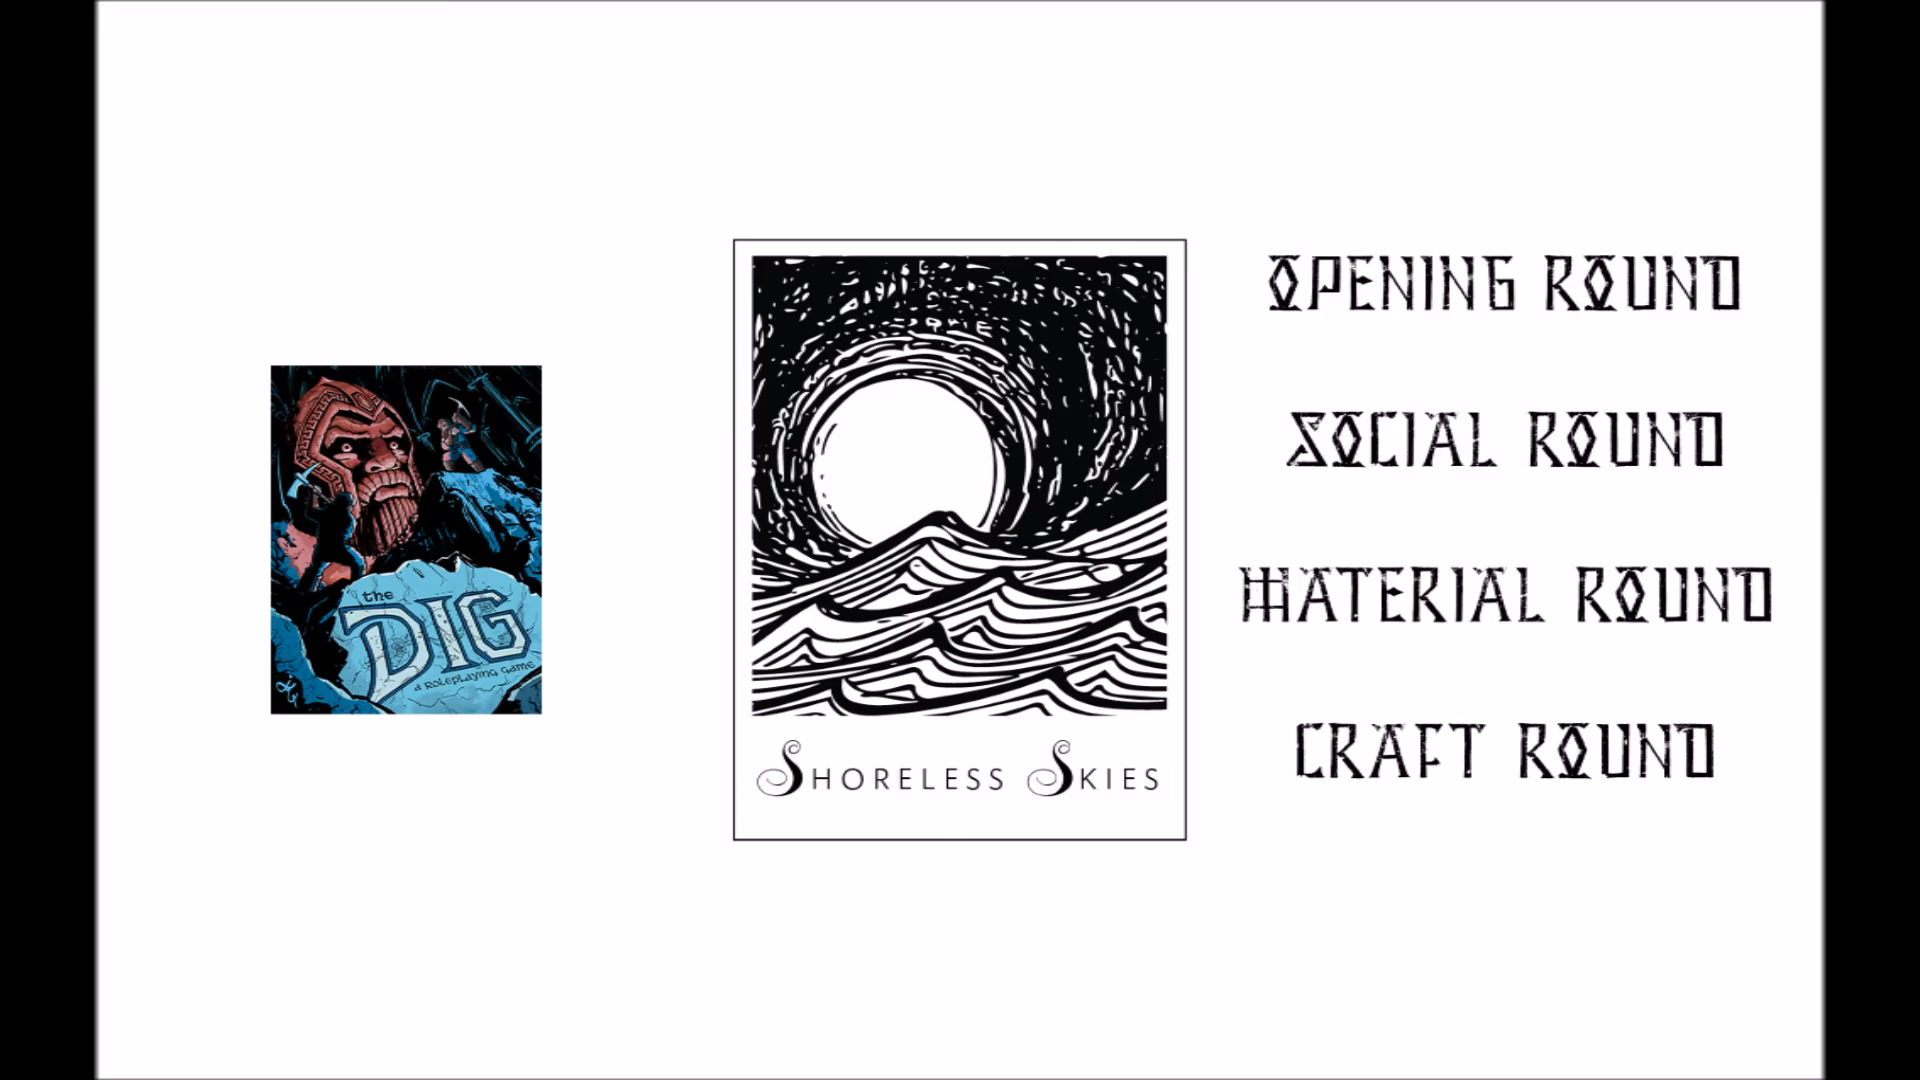 the
DIG
a ROLEPLAYING GAME
SHORELESS SKIES
OPENING ROUND
SOCIAL ROUND
MATERIAL ROUND
CRAFT ROUND